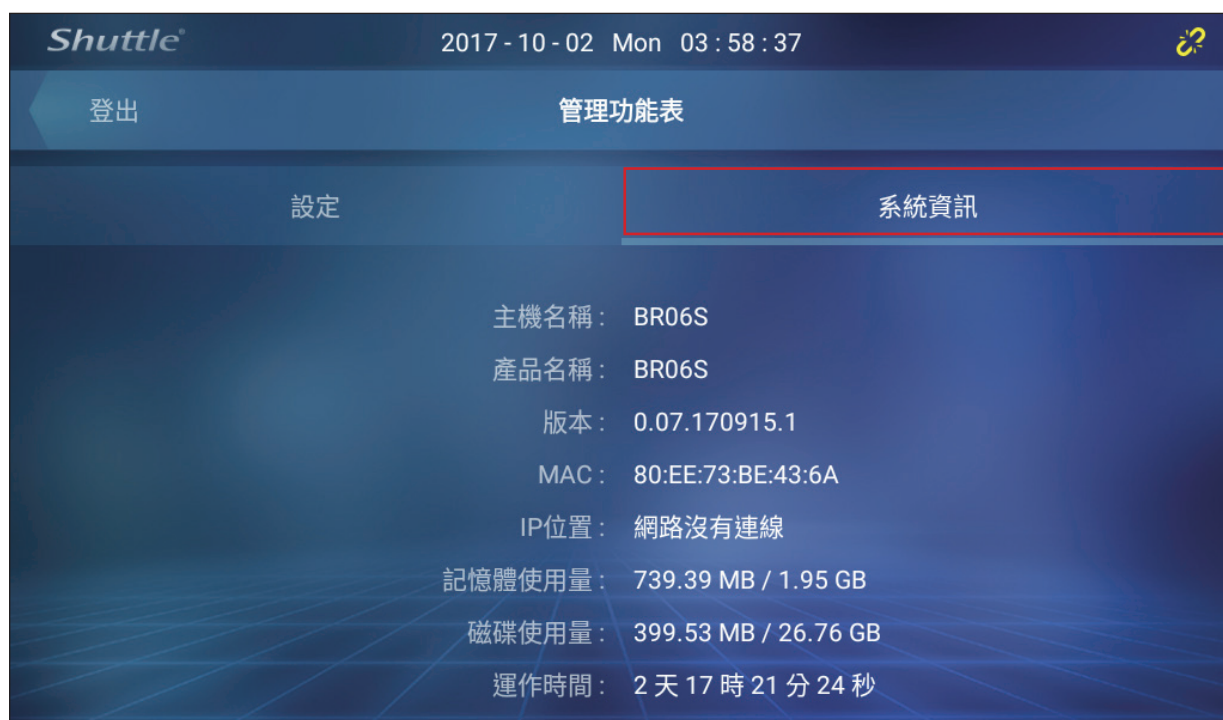 Shuttle® 2017 - 10 - 02 Mon 03 : 58 : 37
登出 管理功能表
設定 系統資訊
主機名稱 : BR06S
產品名稱 : BR06S
版本 : 0.07.170915.1
MAC : 80:EE:73:BE:43:6A
IP位置 : 網路沒有連線
記憶體使用量 : 739.39 MB / 1.95 GB
磁碟使用量 : 399.53 MB / 26.76 GB
運作時間 : 2 天 17 時 21 分 24 秒